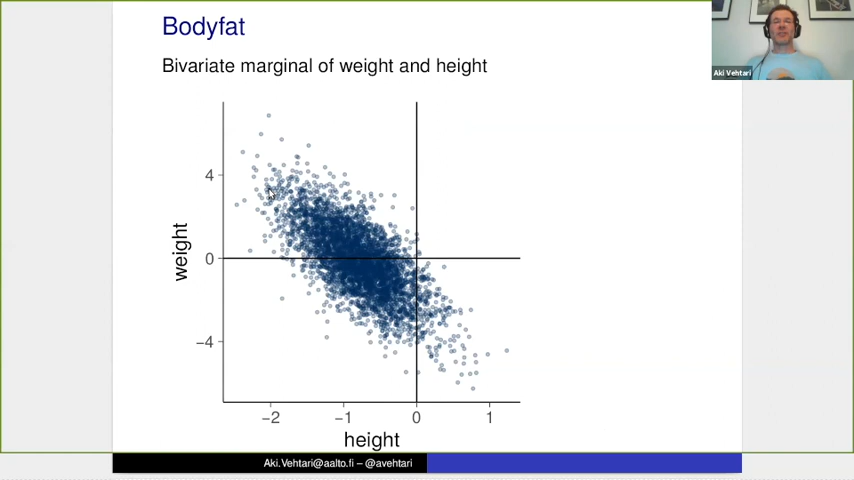 Bodyfat
Bivariate marginal of weight and height
Aki Vehtari
4
0
−4
weight
−2
−1
0
1
height
Aki.Vehtari@aalto.fi – @avehtari